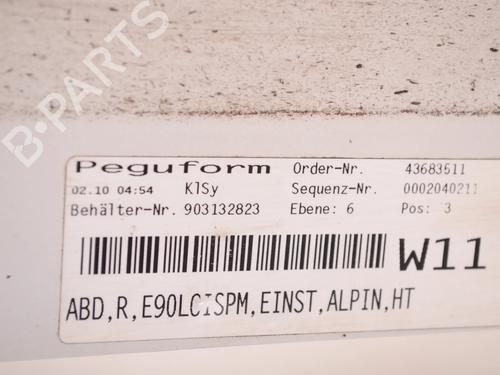 B-PARTS
Peguform Order-Nr. 43683511
02.10 04:54 KlSy Sequenz-Nr. 0002040211
Behälter-Nr. 903132823 Ebene: 6 Pos: 3
W11
ABD,R,E90LCISPM,EINST,ALPIN,HT